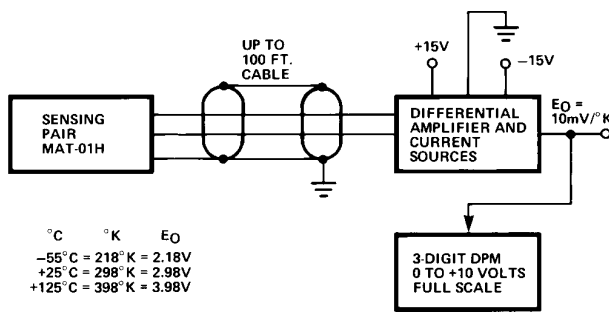 UP TO
100 FT.
CABLE
+15V
−15V
SENSING
PAIR
MAT-01H
DIFFERENTIAL
AMPLIFIER AND
CURRENT
SOURCES
EO =
10mV/°K
°C °K EO
−55°C = 218°K = 2.18V
+25°C = 298°K = 2.98V
+125°C = 398°K = 3.98V
3-DIGIT DPM
0 TO +10 VOLTS
FULL SCALE